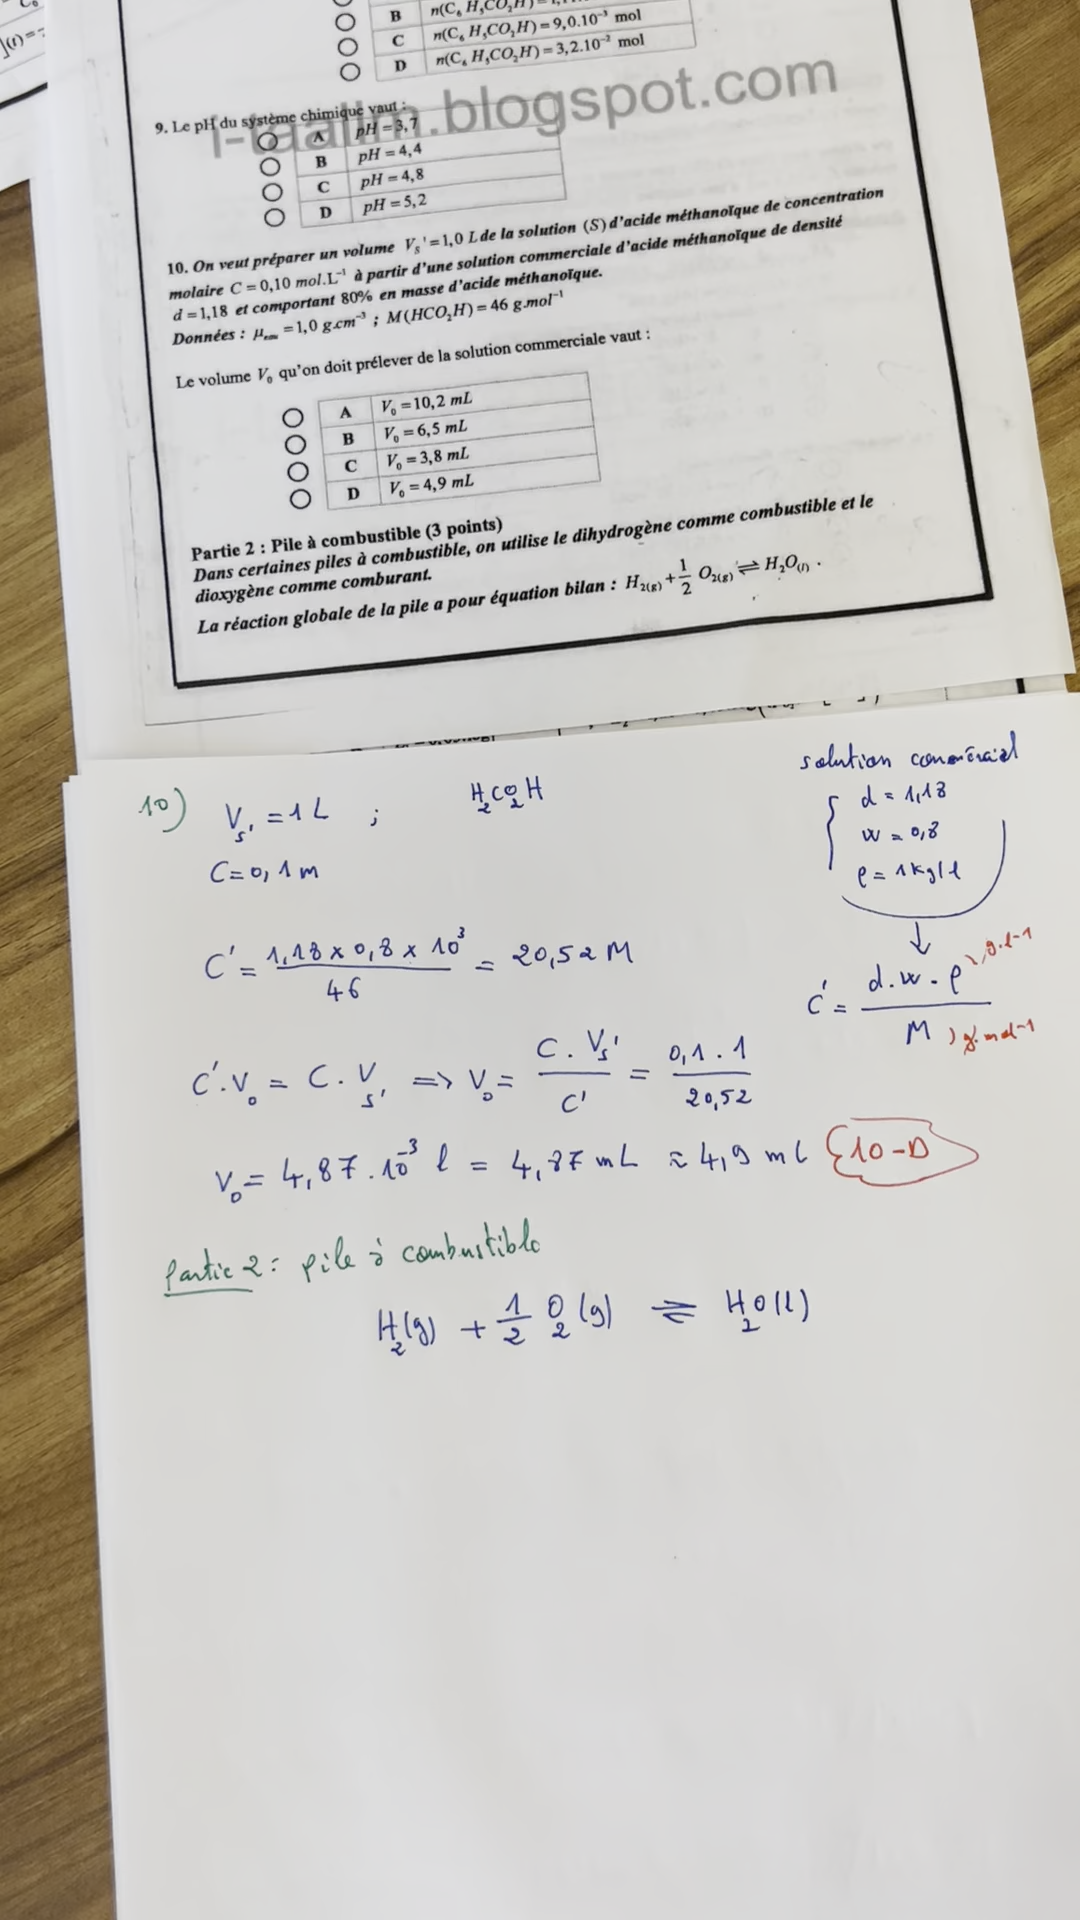 B n(C₆H₅CO₂H)=
C n(C₆H₅CO₂H)=9,0.10⁻³ mol
D n(C₆H₅CO₂H)=3,2.10⁻² mol
i-taalim.blogspot.com
9. Le pH du système chimique vaut :
A pH=3,7
B pH=4,4
C pH=4,8
D pH=5,2
10. On veut préparer un volume Vₛ'=1,0 L de la solution (S) d'acide méthanoïque de concentration
molaire C=0,10 mol.L⁻¹ à partir d'une solution commerciale d'acide méthanoïque de densité
d=1,18 et comportant 80% en masse d'acide méthanoïque.
Données : μₑₐᵤ=1,0 g.cm⁻³ ; M(HCO₂H)=46 g.mol⁻¹
Le volume V₀ qu'on doit prélever de la solution commerciale vaut :
A V₀=10,2 mL
B V₀=6,5 mL
C V₀=3,8 mL
D V₀=4,9 mL
Partie 2 : Pile à combustible (3 points)
Dans certaines piles à combustible, on utilise le dihydrogène comme combustible et le
dioxygène comme comburant.
La réaction globale de la pile a pour équation bilan : H₂(g)+1/2 O₂(g) ⇌ H₂O(l) .
solution commercial
10) Vₛ' = 1 L ; H₂CO₂H
d = 1,18
w = 0,8
C = 0,1 m
ρ = 1 kg/l
C' = 1,18 x 0,8 x 10³ / 46 = 20,52 M
C' = d.w.ρ / M
g.l-1
g.mol-1
C'.V₀ = C.Vₛ' => V₀ = C.Vₛ' / C' = 0,1 . 1 / 20,52
V₀ = 4,87.10⁻³ l = 4,87 mL ≈ 4,9 mL 10-D
Partie 2 : pile à combustible
H₂(g) + 1/2 O₂(g) ⇌ H₂O(l)